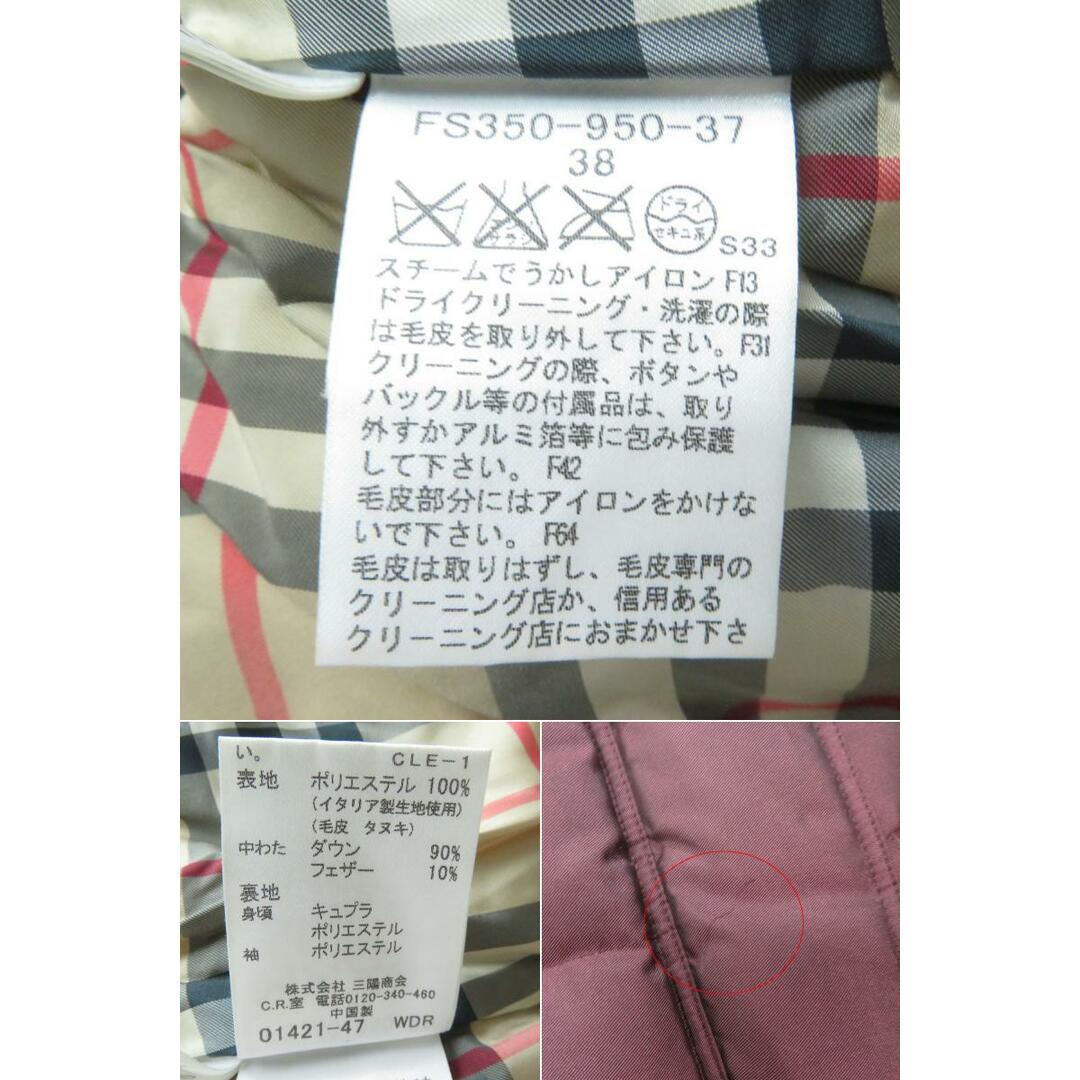 FS350-950-37
38
ドライ
エンソ サラシ
セキユ系
S33
スチームでうかしアイロン F13
ドライクリーニング・洗濯の際
は毛皮を取り外して下さい。F31
クリーニングの際、ボタンや
バックル等の付属品は、取り
外すかアルミ箔等に包み保護
して下さい。 F42
毛皮部分にはアイロンをかけな
いで下さい。 F64
毛皮は取りはずし、毛皮専門の
クリーニング店か、信用ある
クリーニング店におまかせ下さ
い。 CLE-1
表地 ポリエステル 100%
(イタリア製生地使用)
(毛皮 タヌキ)
中わた ダウン 90%
フェザー 10%
裏地
身頃 キュプラ
ポリエステル
袖 ポリエステル
株式会社 三陽商会
C.R.室 電話0120-340-460
中国製
01421-47 WDR